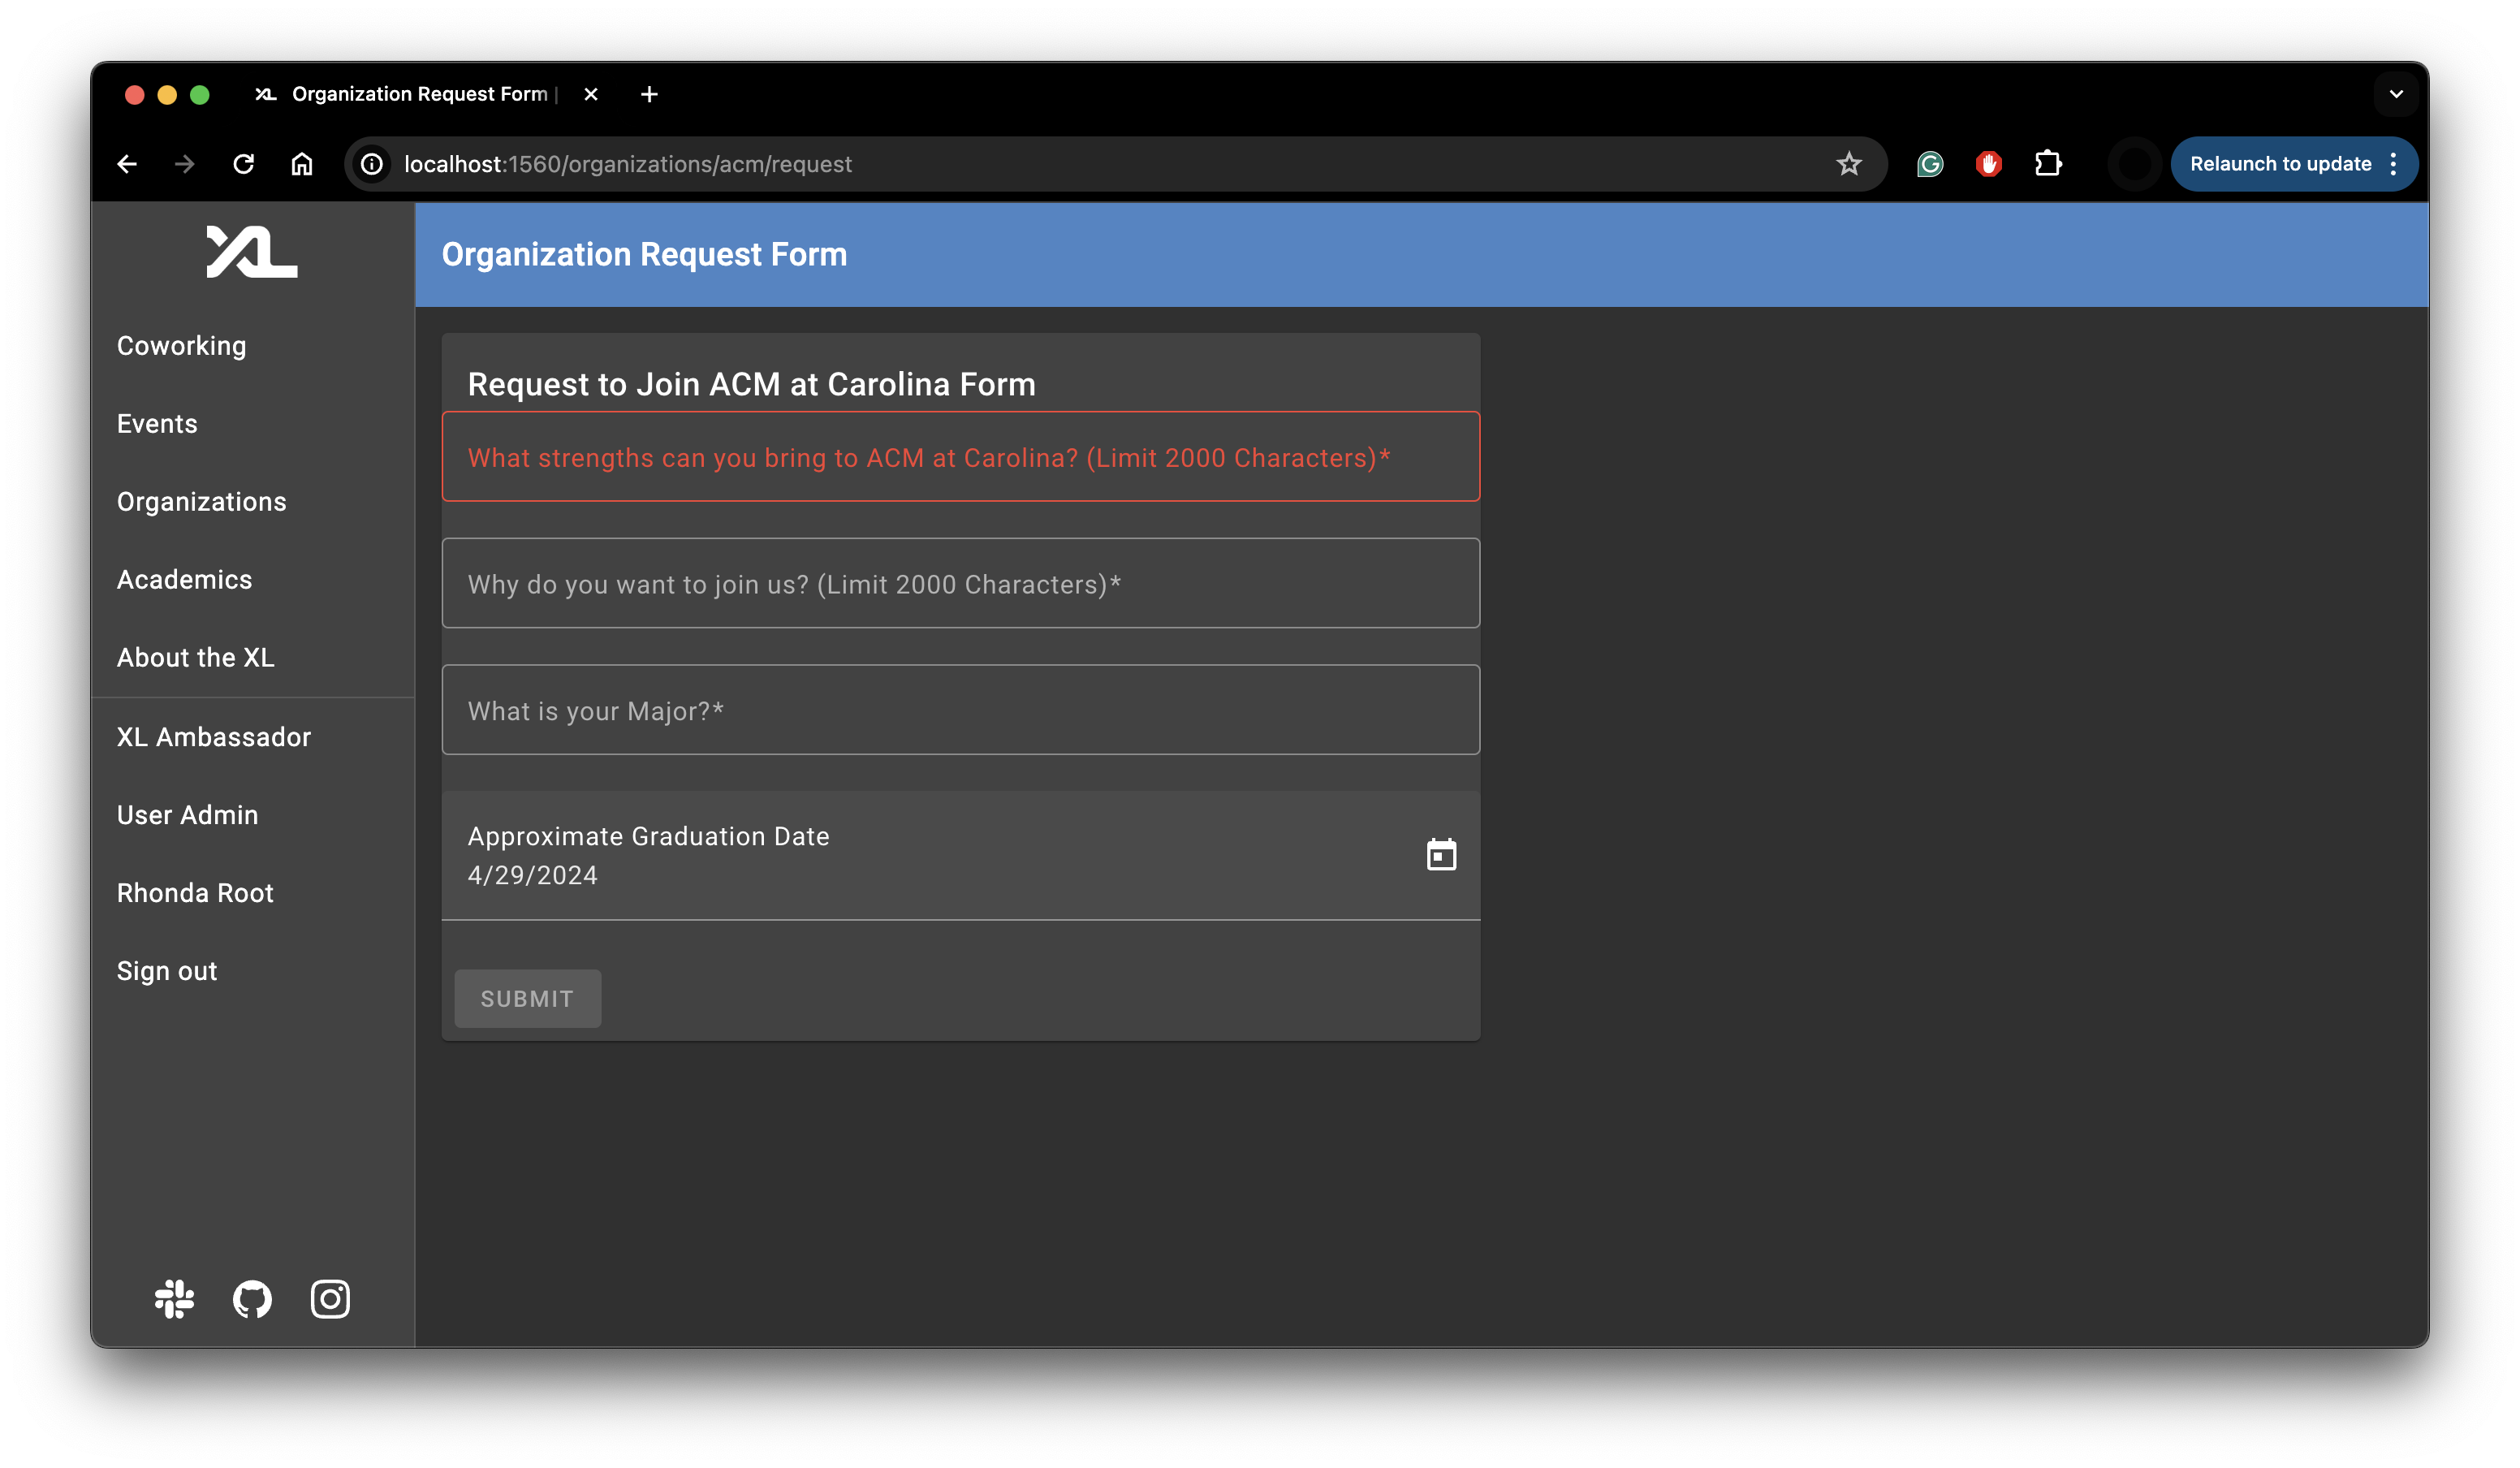 Organization Request Form |
localhost:1560/organizations/acm/request
Relaunch to update
XL
Organization Request Form
Coworking
Events
Organizations
Academics
About the XL
XL Ambassador
User Admin
Rhonda Root
Sign out
Request to Join ACM at Carolina Form
What strengths can you bring to ACM at Carolina? (Limit 2000 Characters)*
Why do you want to join us? (Limit 2000 Characters)*
What is your Major?*
Approximate Graduation Date
4/29/2024
SUBMIT